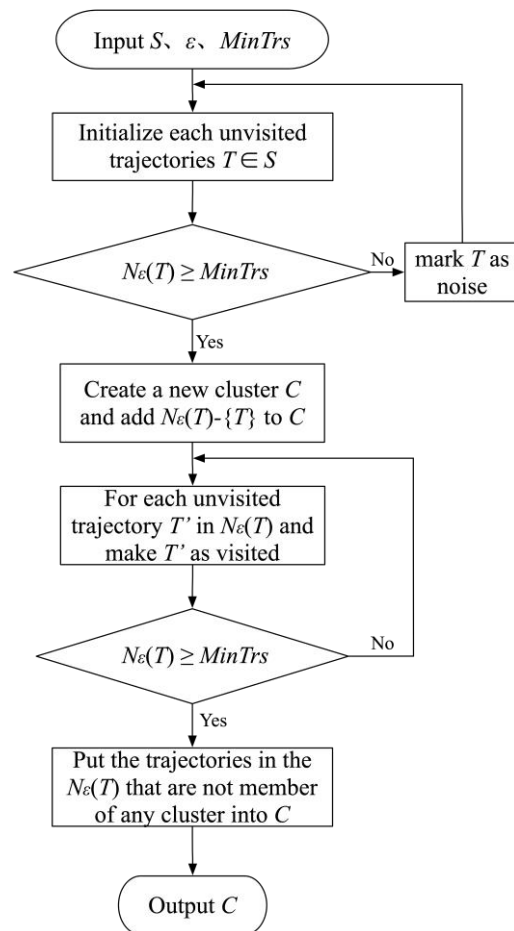 Input S、ε、MinTrs
Initialize each unvisited
trajectories T ∈ S
Nε(T) ≥ MinTrs
No
mark T as
noise
Yes
Create a new cluster C
and add Nε(T)-{T} to C
For each unvisited
trajectory T’ in Nε(T) and
make T’ as visited
Nε(T) ≥ MinTrs
No
Yes
Put the trajectories in the
Nε(T) that are not member
of any cluster into C
Output C